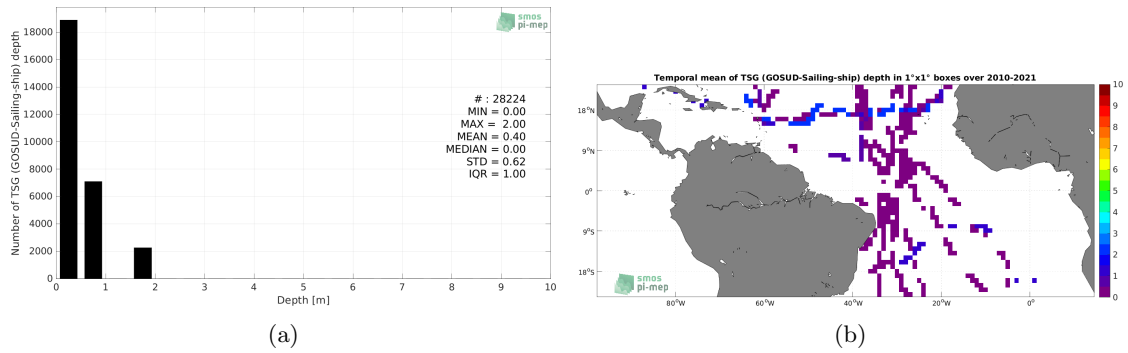 smos
pi-mep
Number of TSG (GOSUD-Sailing-ship) depth
18000
16000
14000
12000
10000
8000
6000
4000
2000
0
# : 28224
MIN = 0.00
MAX = 2.00
MEAN = 0.40
MEDIAN = 0.00
STD = 0.62
IQR = 1.00
0 1 2 3 4 5 6 7 8 9 10
Depth [m]
(a)
Temporal mean of TSG (GOSUD-Sailing-ship) depth in 1°x1° boxes over 2010-2021
18°N
9°N
0°
9°S
18°S
80°W 60°W 40°W 20°W 0°
10
9
8
7
6
5
4
3
2
1
0
smos
pi-mep
(b)